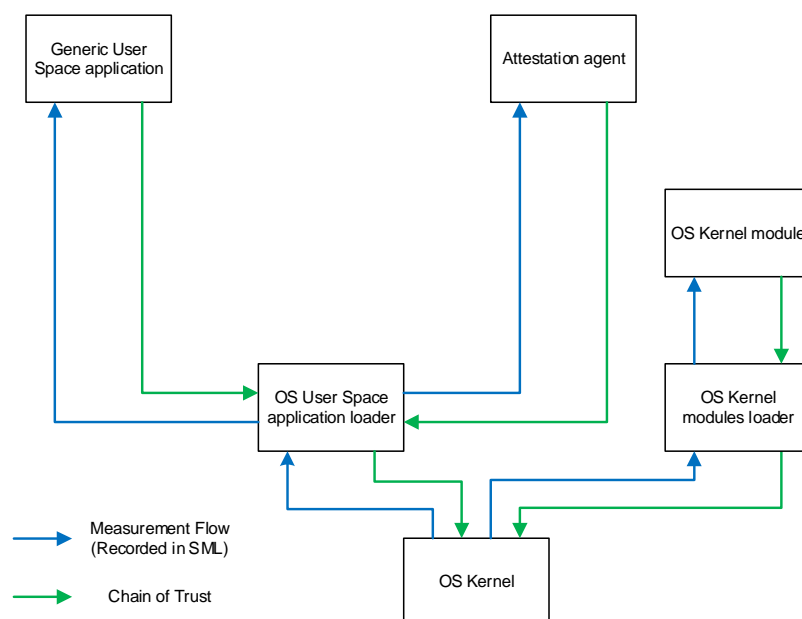 Generic User
Space application
Attestation agent
OS Kernel module
OS User Space
application loader
OS Kernel
modules loader
Measurement Flow
(Recorded in SML)
OS Kernel
Chain of Trust